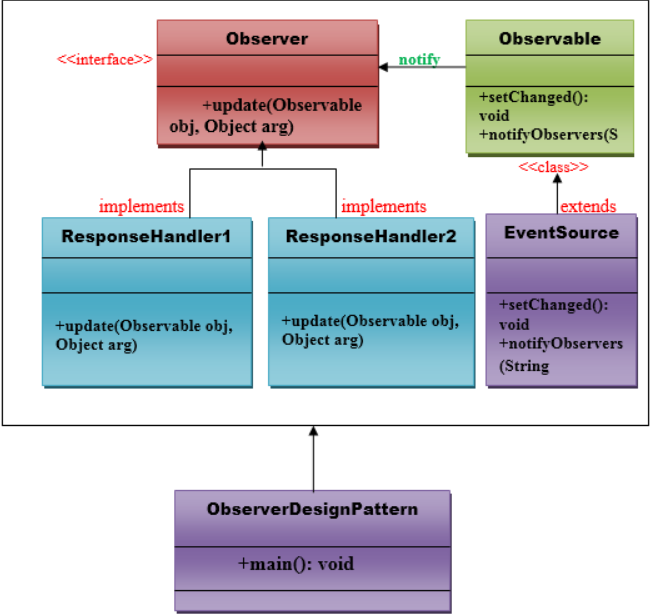 Observer
Observable
<<interface>>
notify
+update(Observable
obj, Object arg)
+setChanged():
void
+notifyObservers(S
<<class>>
implements
implements
extends
ResponseHandler1
ResponseHandler2
EventSource
+update(Observable obj,
Object arg)
+update(Observable obj,
Object arg)
+setChanged():
void
+notifyObservers
(String
ObserverDesignPattern
+main(): void